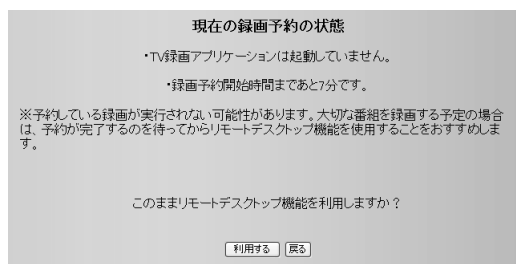 現在の録画予約の状態
・TV録画アプリケーションは起動していません。
・録画予約開始時間まであと7分です。
※予約している録画が実行されない可能性があります。大切な番組を録画する予定の場合
は、予約が完了するのを待ってからリモートデスクトップ機能を使用することをおすすめしま
す。
このままリモートデスクトップ機能を利用しますか？
利用する 戻る